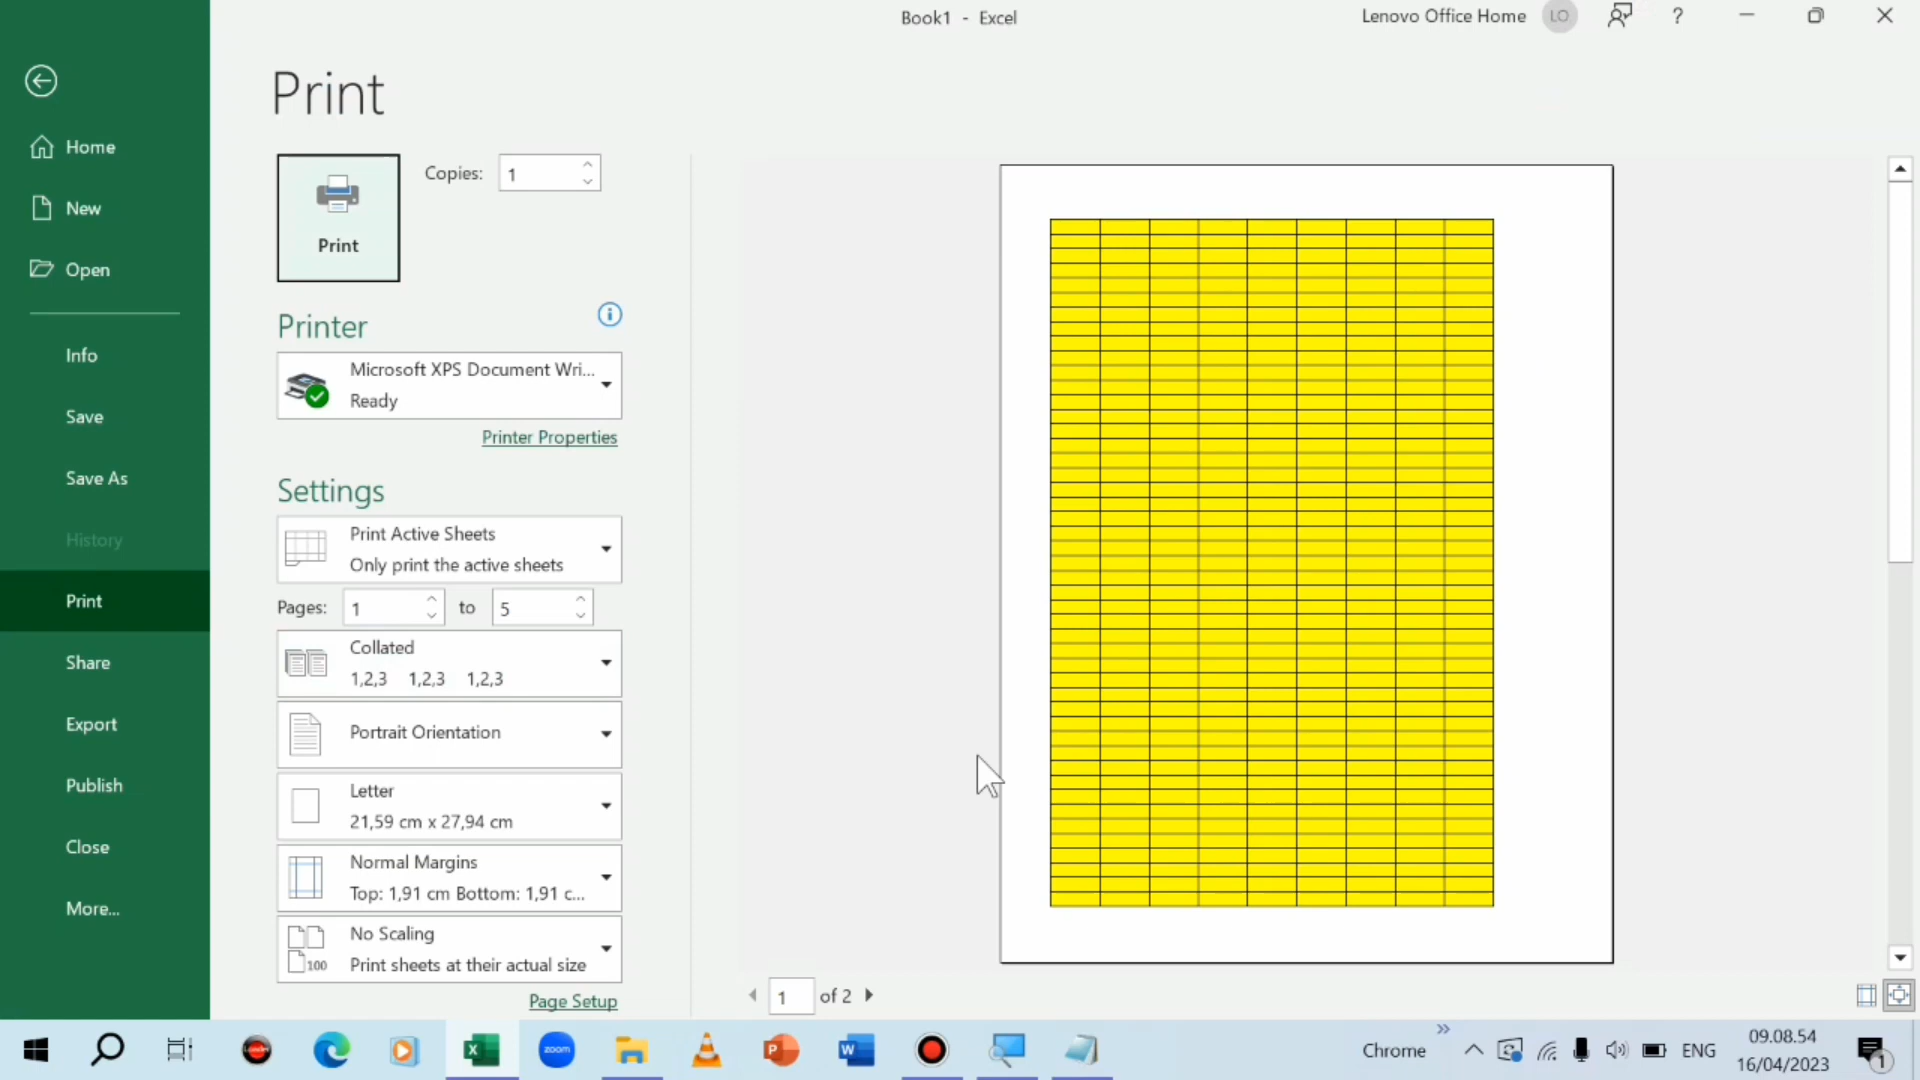 Book1 - Excel
Lenovo Office Home
LO
?
Print
Home
New
Open
Info
Save
Save As
History
Print
Share
Export
Publish
Close
More...
Print
Copies:
1
Printer
Microsoft XPS Document Wri...
Ready
Printer Properties
Settings
Print Active Sheets
Only print the active sheets
Pages: 1 to 5
Collated
1,2,3 1,2,3 1,2,3
Portrait Orientation
Letter
21,59 cm x 27,94 cm
Normal Margins
Top: 1,91 cm Bottom: 1,91 c...
No Scaling
100
Print sheets at their actual size
Page Setup
1 of 2
zoom
Chrome
ENG
09.08.54
16/04/2023
1